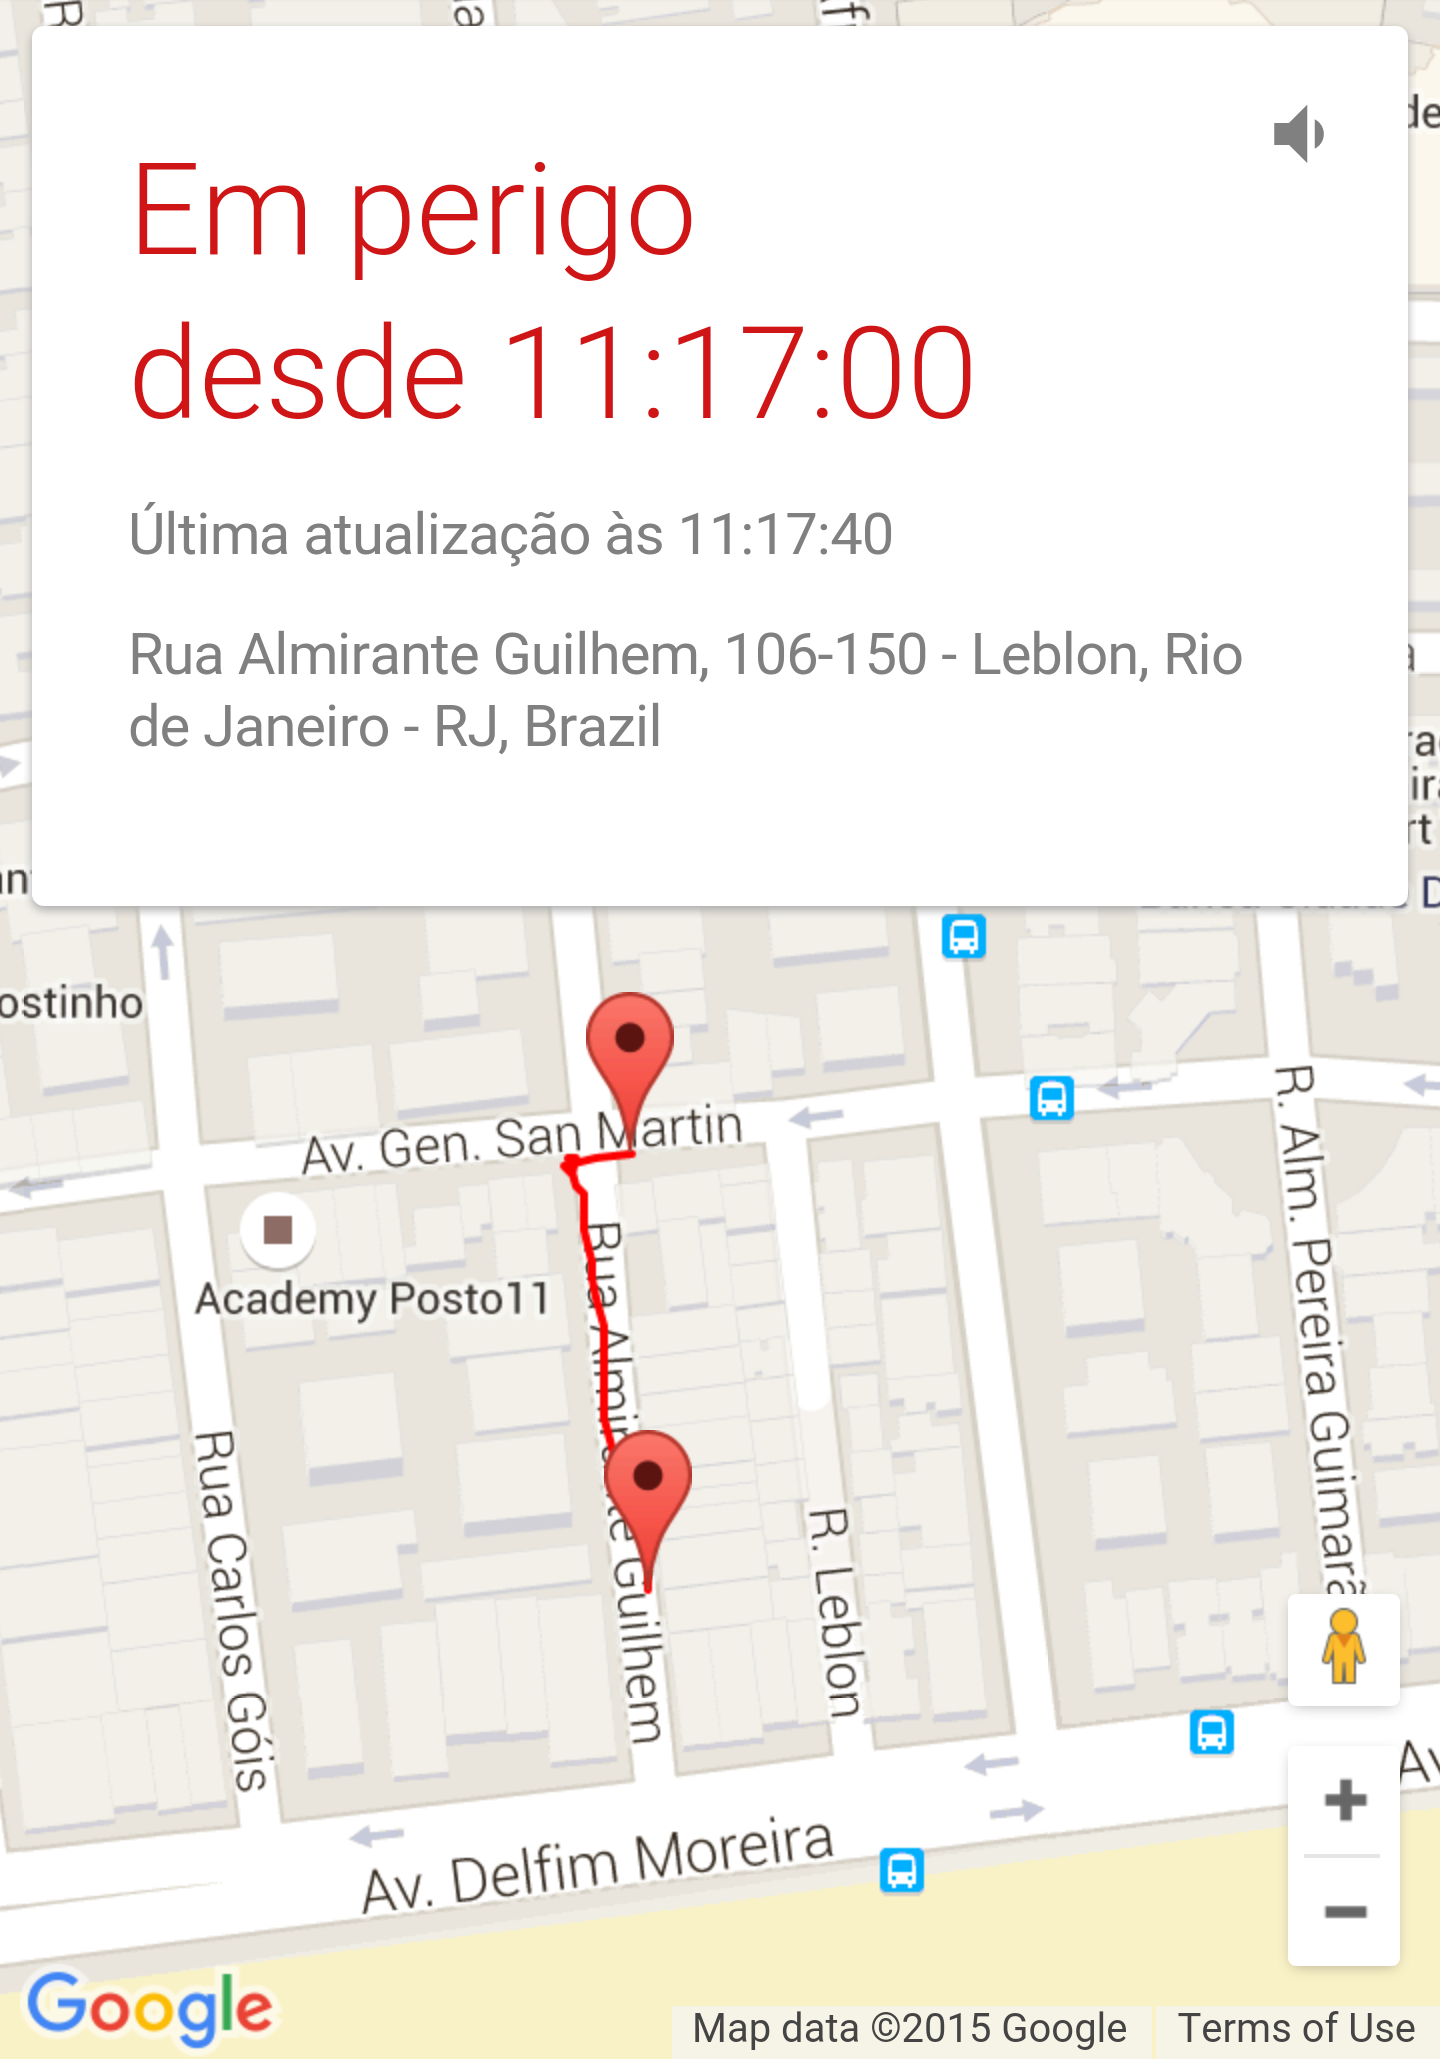 Em perigo
desde 11:17:00
Última atualização às 11:17:40
Rua Almirante Guilhem, 106-150 - Leblon, Rio
de Janeiro - RJ, Brazil
ostinho
Av. Gen. San Martin
Academy Posto11
Rua Almirante Guilhem
Rua Carlos Góis
R. Leblon
R. Alm. Pereira Guimarã
Av
Av. Delfim Moreira
Google
Map data ©2015 Google
Terms of Use